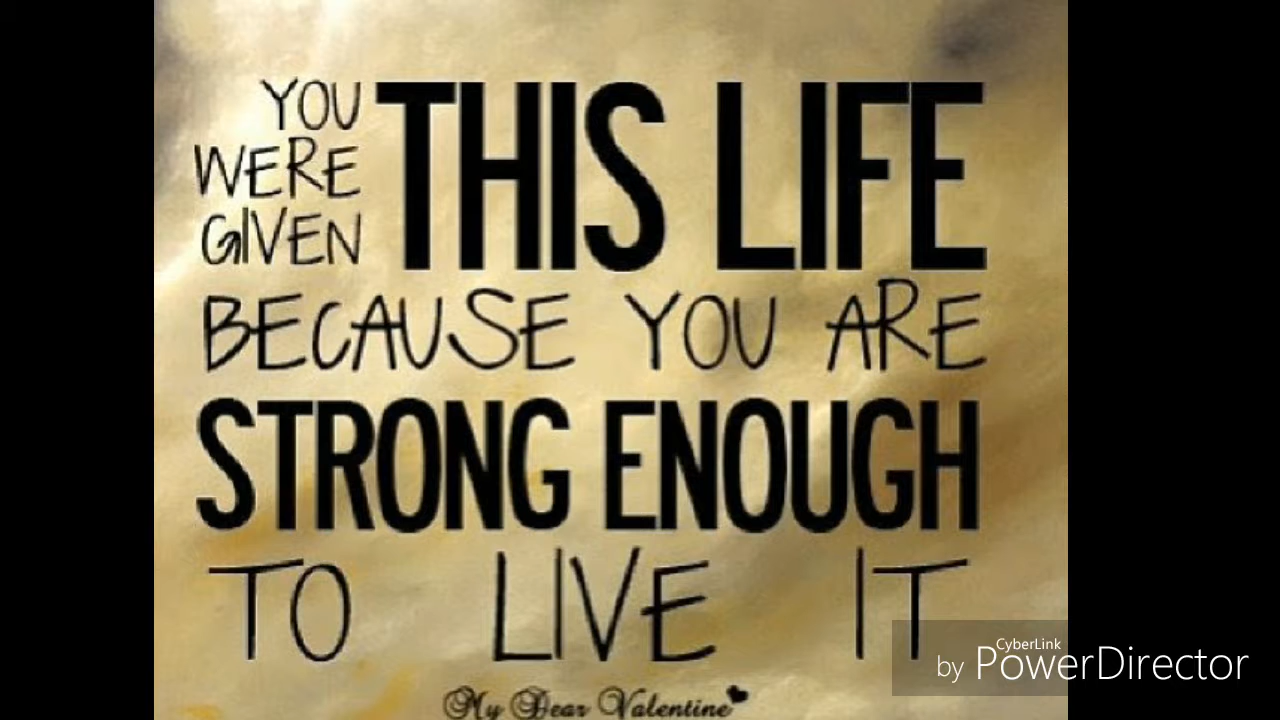 YOU
WERE
GIVEN
THIS LIFE
BECAUSE YOU ARE
STRONG ENOUGH
TO LIVE IT
My Dear Valentine
CyberLink
by PowerDirector